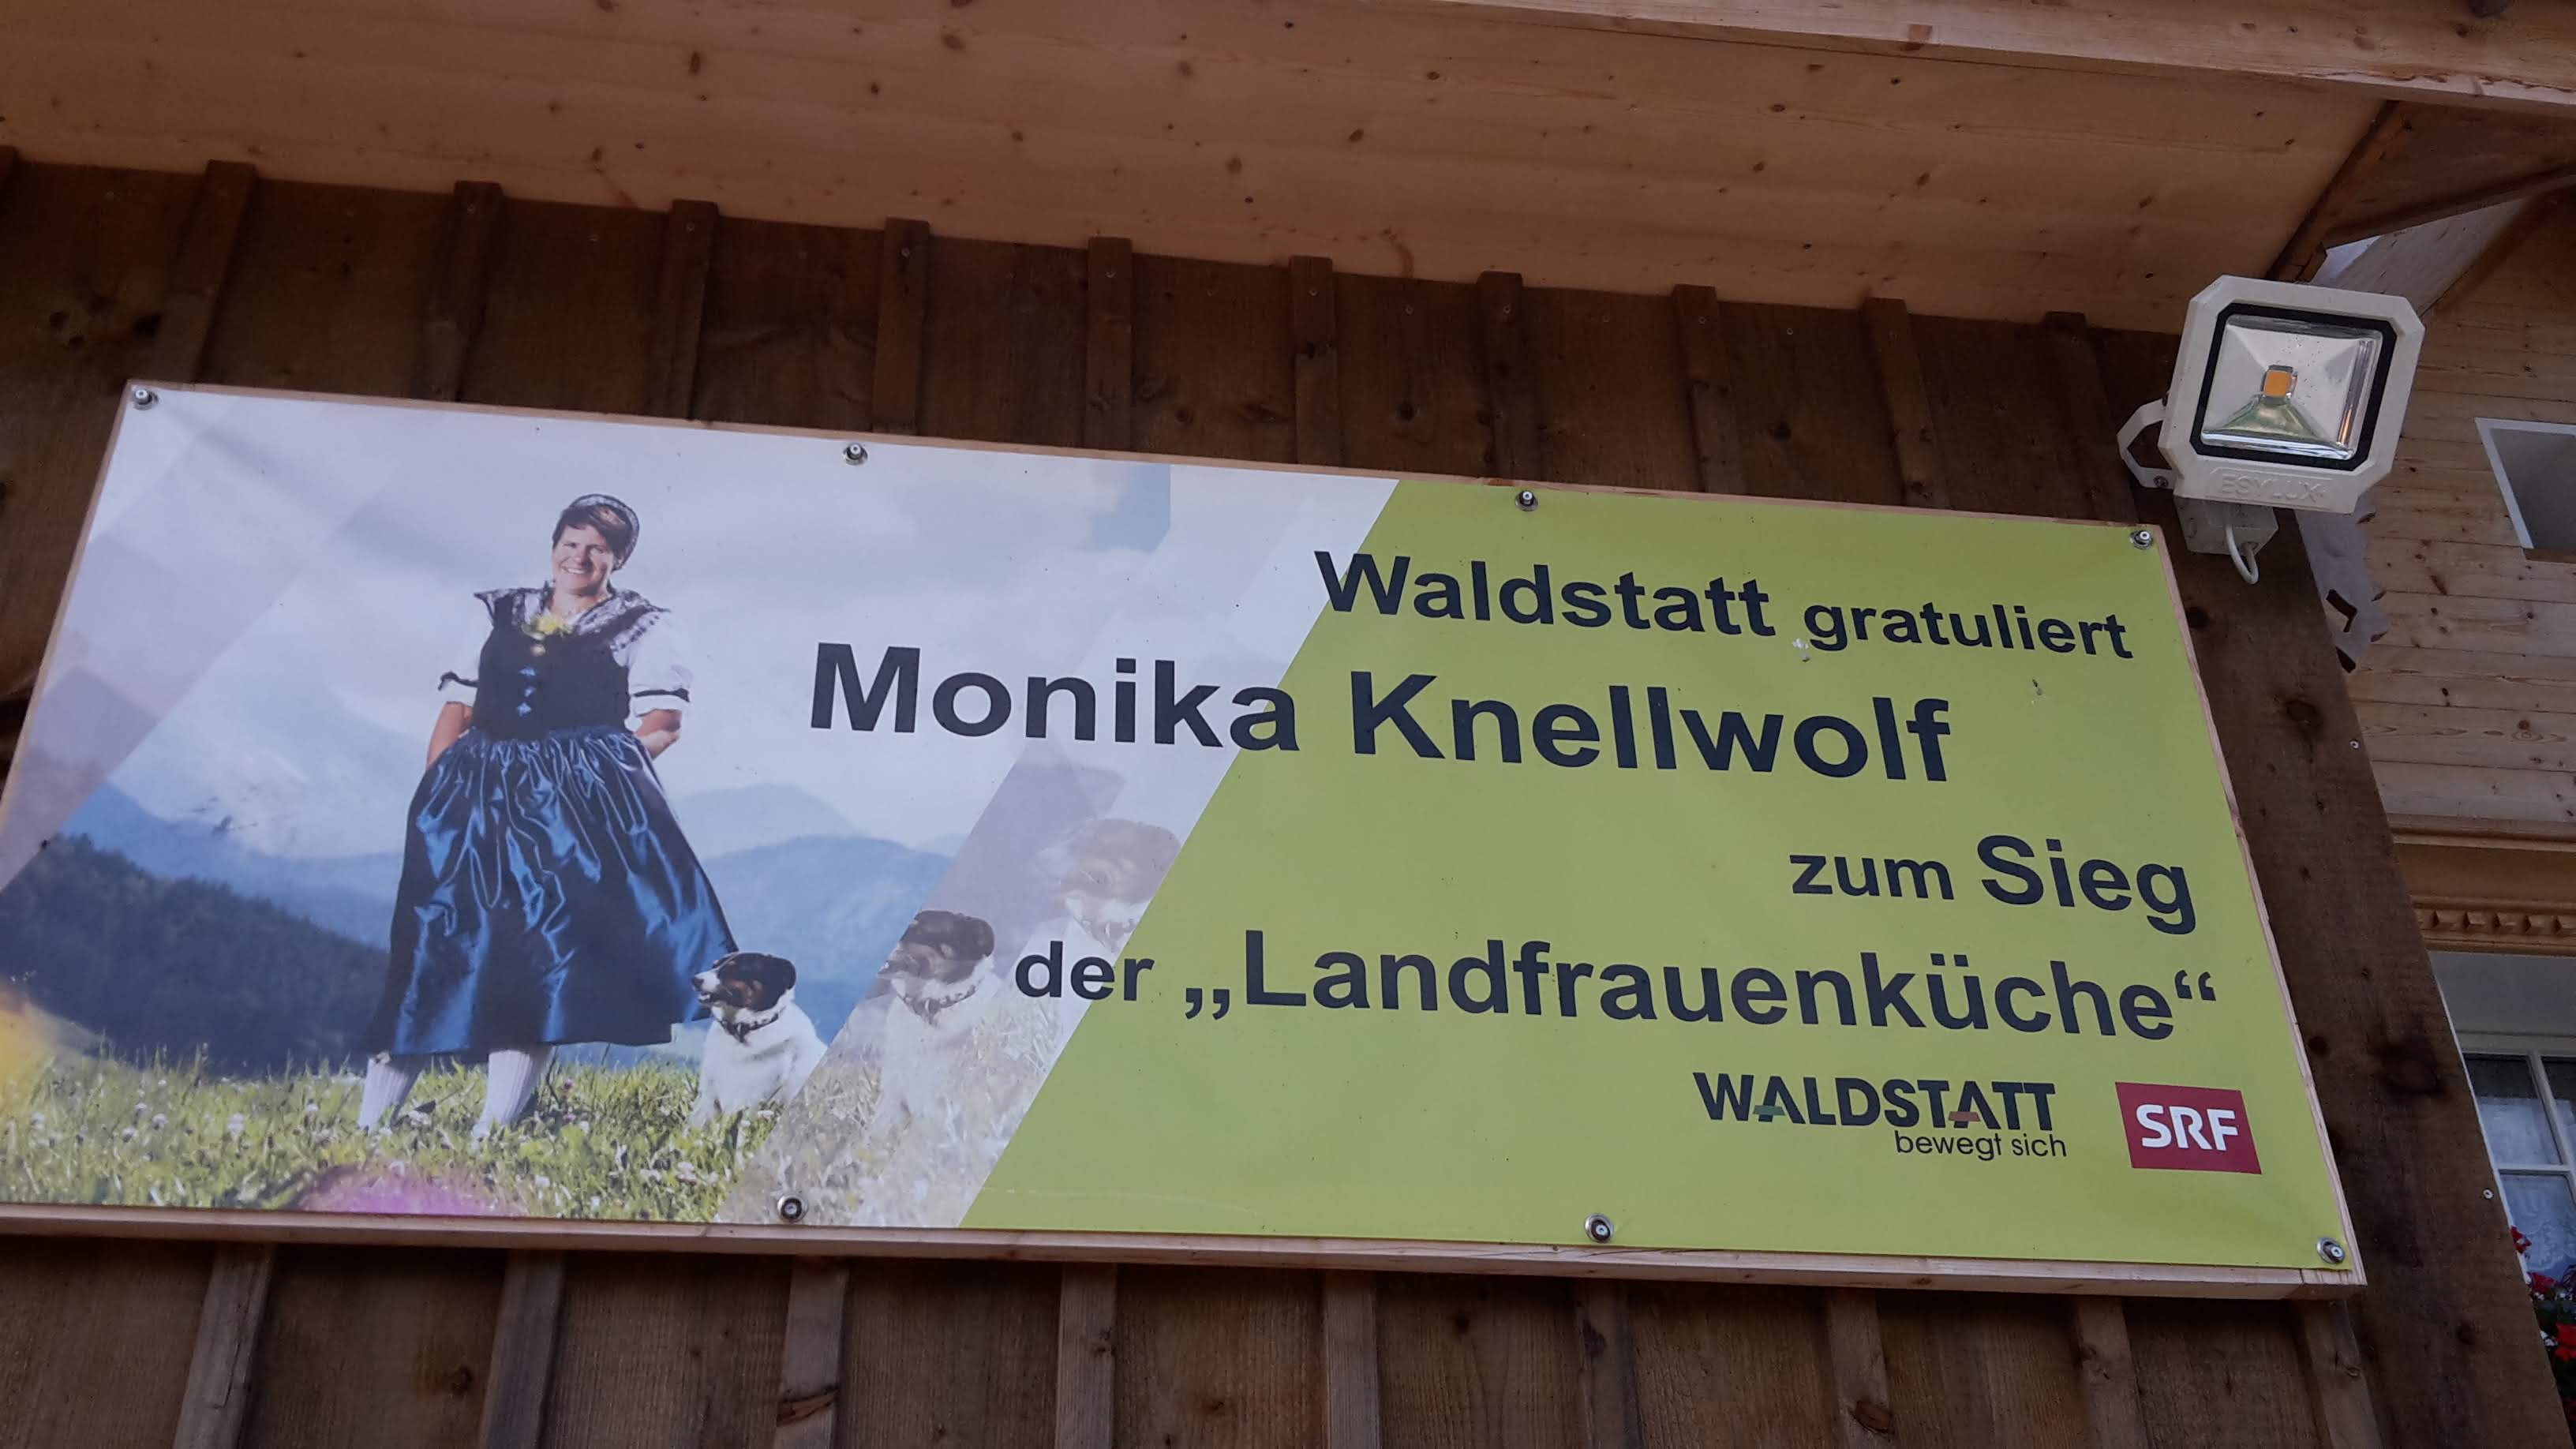 Waldstatt gratuliert
Monika Knellwolf
zum Sieg
der „Landfrauenküche“
WALDSTATT
bewegt sich
SRF
ESYLUX